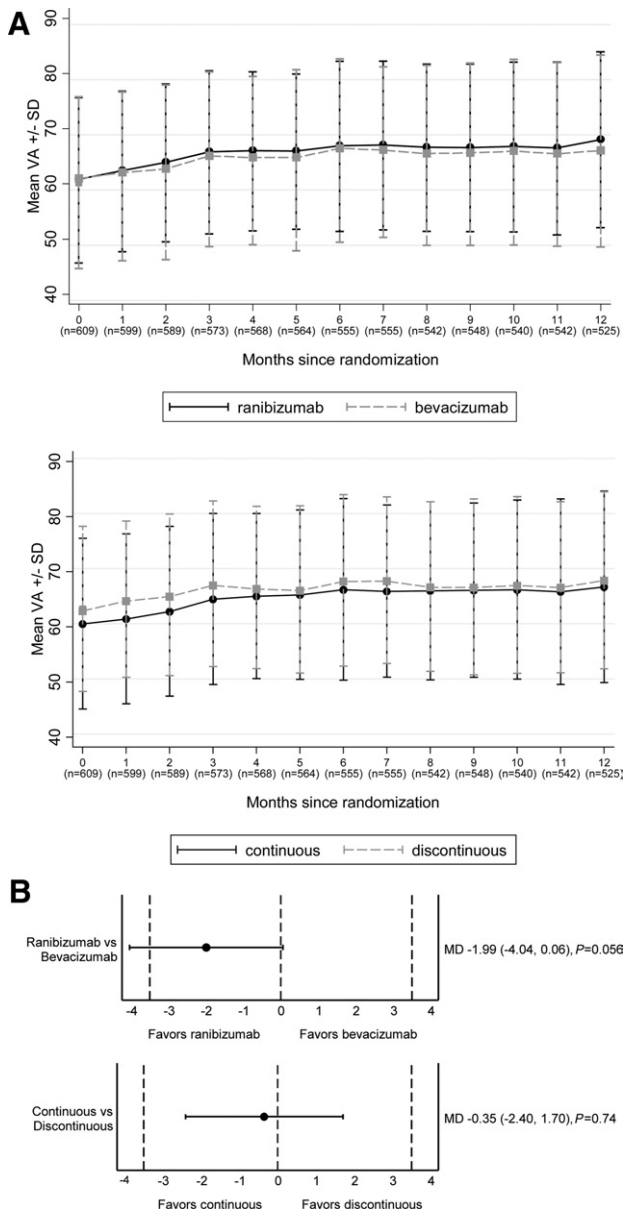 A
Mean VA +/- SD
90
80
70
60
50
40
0 1 2 3 4 5 6 7 8 9 10 11 12
(n=609) (n=599) (n=589) (n=573) (n=568) (n=564) (n=555) (n=555) (n=542) (n=548) (n=540) (n=542) (n=525)
Months since randomization
ranibizumab bevacizumab
Mean VA +/- SD
90
80
70
60
50
40
0 1 2 3 4 5 6 7 8 9 10 11 12
(n=609) (n=599) (n=589) (n=573) (n=568) (n=564) (n=555) (n=555) (n=542) (n=548) (n=540) (n=542) (n=525)
Months since randomization
continuous discontinuous
B
Ranibizumab vs
Bevacizumab
MD -1.99 (-4.04, 0.06), P=0.056
-4 -3 -2 -1 0 1 2 3 4
Favors ranibizumab Favors bevacizumab
Continuous vs
Discontinuous
MD -0.35 (-2.40, 1.70), P=0.74
-4 -3 -2 -1 0 1 2 3 4
Favors continuous Favors discontinuous